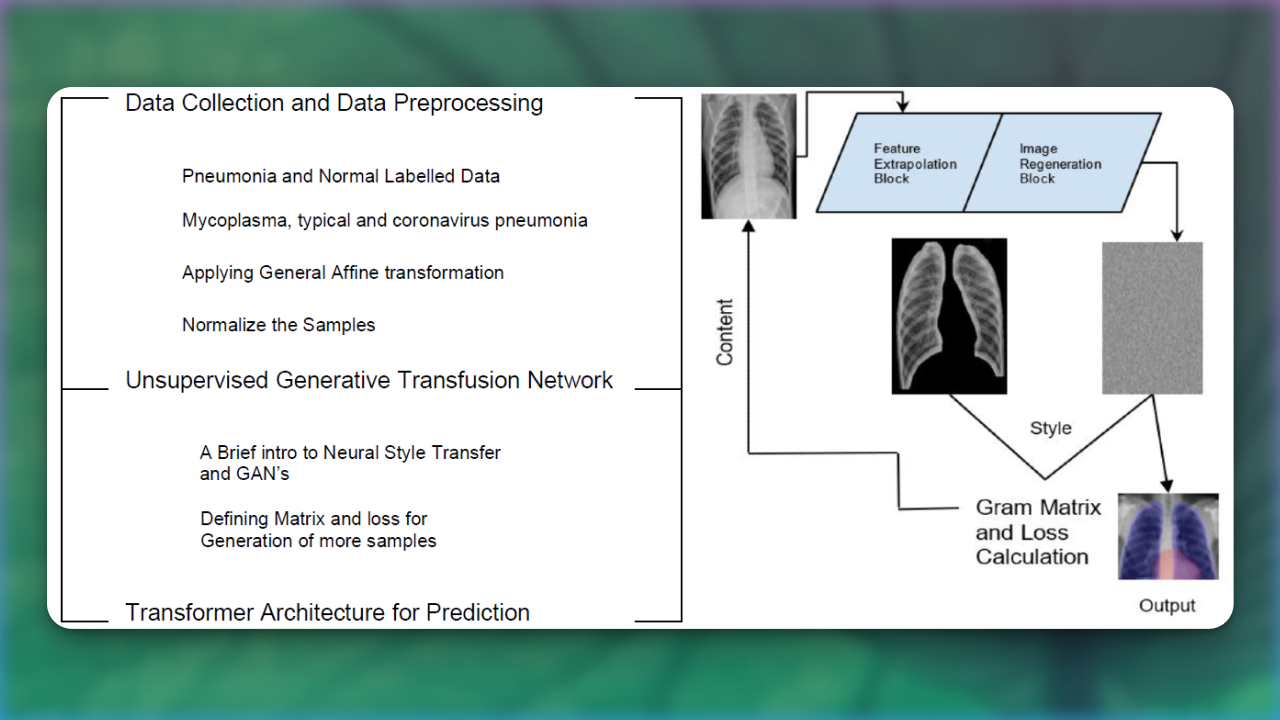 Data Collection and Data Preprocessing
Pneumonia and Normal Labelled Data
Mycoplasma, typical and coronavirus pneumonia
Applying General Affine transformation
Normalize the Samples
Unsupervised Generative Transfusion Network
A Brief intro to Neural Style Transfer
and GAN’s
Defining Matrix and loss for
Generation of more samples
Transformer Architecture for Prediction
Feature
Extrapolation
Block
Image
Regeneration
Block
Content
Style
Gram Matrix
and Loss
Calculation
Output